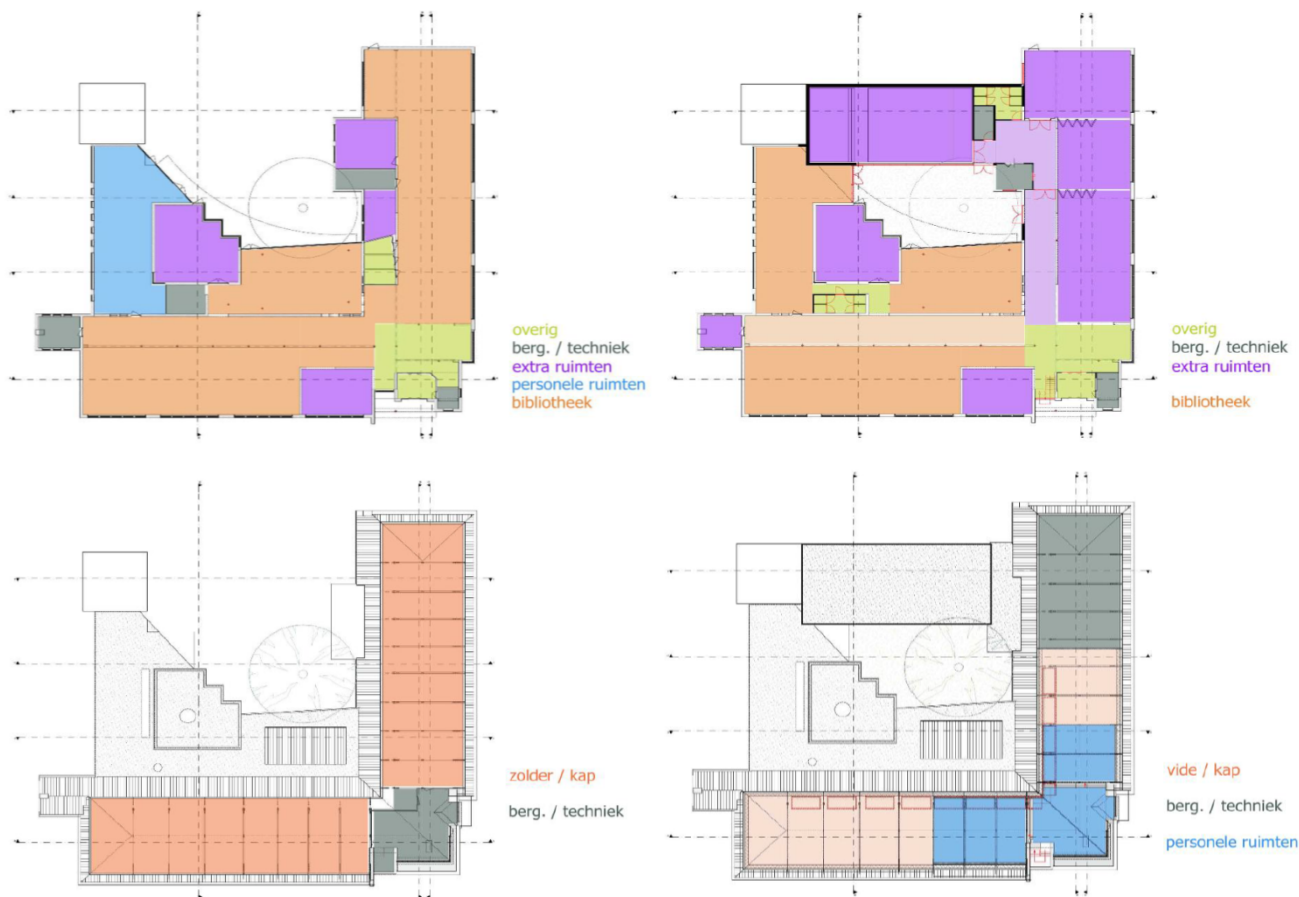 overig
berg. / techniek
extra ruimten
personele ruimten
bibliotheek
overig
berg. / techniek
extra ruimten
bibliotheek
zolder / kap
berg. / techniek
vide / kap
berg. / techniek
personele ruimten